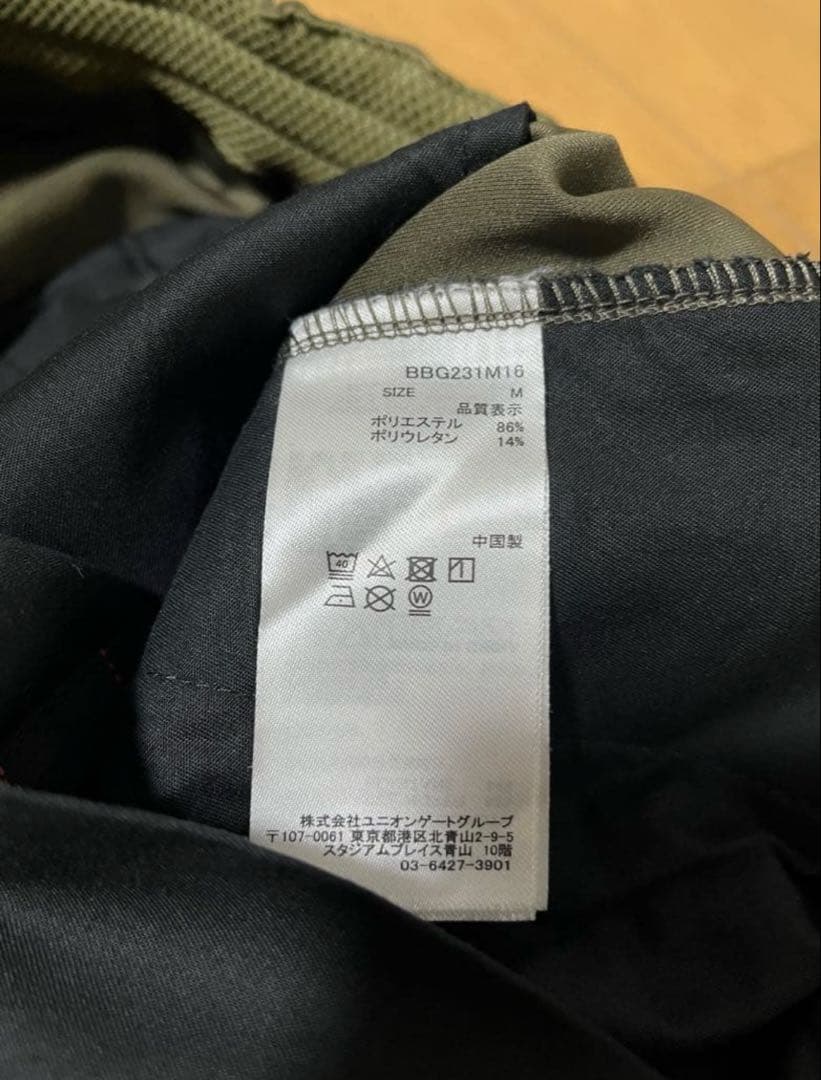 BBG231M16
SIZE M
品質表示
ポリエステル 86%
ポリウレタン 14%
中国製
40
W
株式会社ユニオンゲートグループ
〒107-0061 東京都港区北青山2-9-5
スタジアムプレイス青山 10階
03-6427-3901